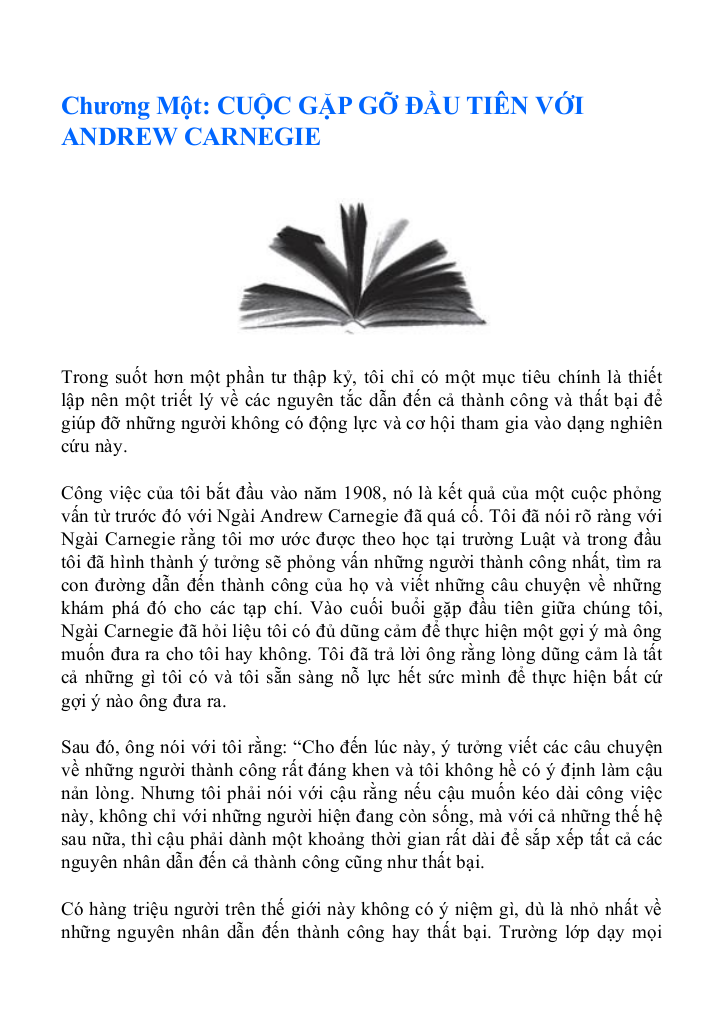 Chương Một: CUỘC GẶP GỠ ĐẦU TIÊN VỚI
ANDREW CARNEGIE
Trong suốt hơn một phần tư thập kỷ, tôi chỉ có một mục tiêu chính là thiết
lập nên một triết lý về các nguyên tắc dẫn đến cả thành công và thất bại để
giúp đỡ những người không có động lực và cơ hội tham gia vào dạng nghiên
cứu này.
Công việc của tôi bắt đầu vào năm 1908, nó là kết quả của một cuộc phỏng
vấn từ trước đó với Ngài Andrew Carnegie đã quá cố. Tôi đã nói rõ ràng với
Ngài Carnegie rằng tôi mơ ước được theo học tại trường Luật và trong đầu
tôi đã hình thành ý tưởng sẽ phỏng vấn những người thành công nhất, tìm ra
con đường dẫn đến thành công của họ và viết những câu chuyện về những
khám phá đó cho các tạp chí. Vào cuối buổi gặp đầu tiên giữa chúng tôi,
Ngài Carnegie đã hỏi liệu tôi có đủ dũng cảm để thực hiện một gợi ý mà ông
muốn đưa ra cho tôi hay không. Tôi đã trả lời ông rằng lòng dũng cảm là tất
cả những gì tôi có và tôi sẵn sàng nỗ lực hết sức mình để thực hiện bất cứ
gợi ý nào ông đưa ra.
Sau đó, ông nói với tôi rằng: “Cho đến lúc này, ý tưởng viết các câu chuyện
về những người thành công rất đáng khen và tôi không hề có ý định làm cậu
nản lòng. Nhưng tôi phải nói với cậu rằng nếu cậu muốn kéo dài công việc
này, không chỉ với những người hiện đang còn sống, mà với cả những thế hệ
sau nữa, thì cậu phải dành một khoảng thời gian rất dài để sắp xếp tất cả các
nguyên nhân dẫn đến cả thành công cũng như thất bại.
Có hàng triệu người trên thế giới này không có ý niệm gì, dù là nhỏ nhất về
những nguyên nhân dẫn đến thành công hay thất bại. Trường lớp dạy mọi